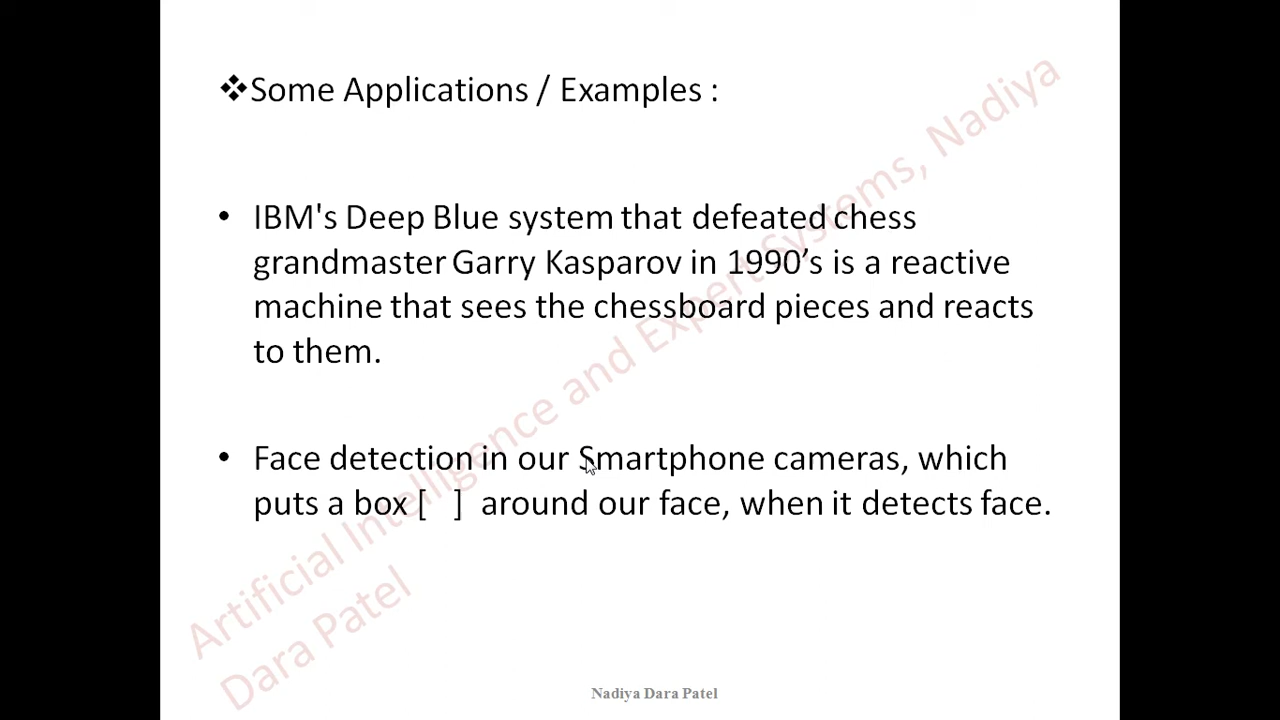 ❖Some Applications / Examples :
• IBM's Deep Blue system that defeated chess
grandmaster Garry Kasparov in 1990’s is a reactive
machine that sees the chessboard pieces and reacts
to them.
• Face detection in our Smartphone cameras, which
puts a box [ ] around our face, when it detects face.
Artificial Intelligence and Expert Systems, Nadiya
Dara Patel
Nadiya Dara Patel